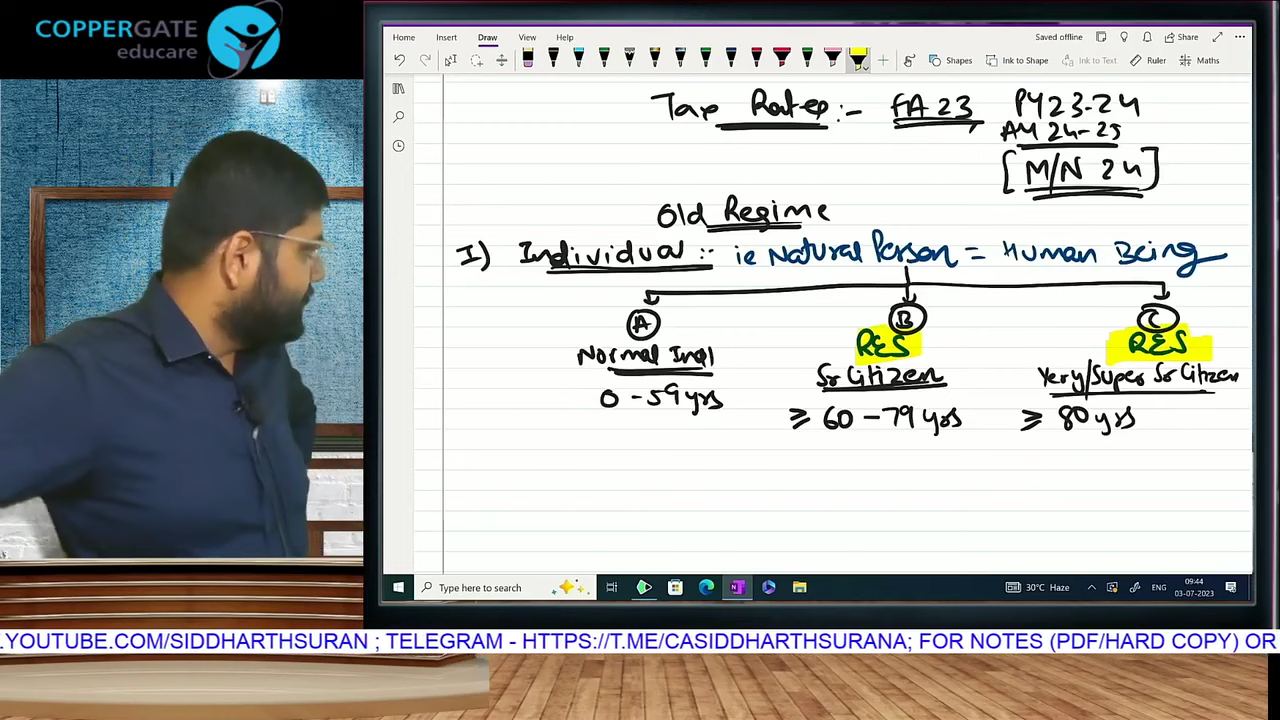 COPPERGATE
educare
Home Insert Draw View Help
Saved offline
Share
Shapes
Ink to Shape
Ink to Text
Ruler
Maths
Tax Rates :- FA 23 PY 23-24
AY 24-25
[M/N 24]
Old Regime
I) Individual :- ie Natural Person = Human Being
A B C
RES RES
Normal Indl Sr Citizen Very/Super Sr Citizen
0 - 59 yrs ≥ 60 - 79 yrs ≥ 80 yrs
Type here to search
30°C Haze
ENG
09:44
03-07-2023
.YOUTUBE.COM/SIDDHARTHSURAN ; TELEGRAM - HTTPS://T.ME/CASIDDHARTHSURANA; FOR NOTES (PDF/HARD COPY) OR